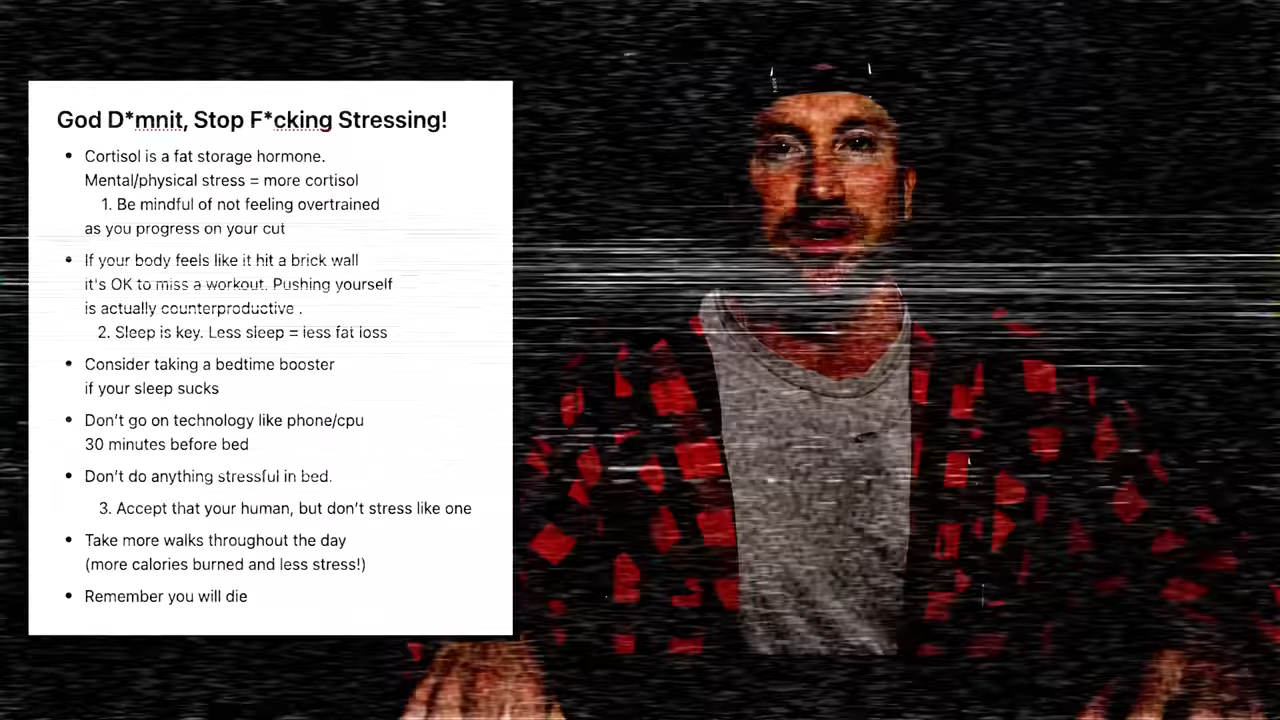 God D*mnit, Stop F*cking Stressing!
• Cortisol is a fat storage hormone.
Mental/physical stress = more cortisol
1. Be mindful of not feeling overtrained
as you progress on your cut
• If your body feels like it hit a brick wall
it's OK to miss a workout. Pushing yourself
is actually counterproductive .
2. Sleep is key. Less sleep = less fat loss
• Consider taking a bedtime booster
if your sleep sucks
• Don't go on technology like phone/cpu
30 minutes before bed
• Don't do anything stressful in bed.
3. Accept that your human, but don't stress like one
• Take more walks throughout the day
(more calories burned and less stress!)
• Remember you will die